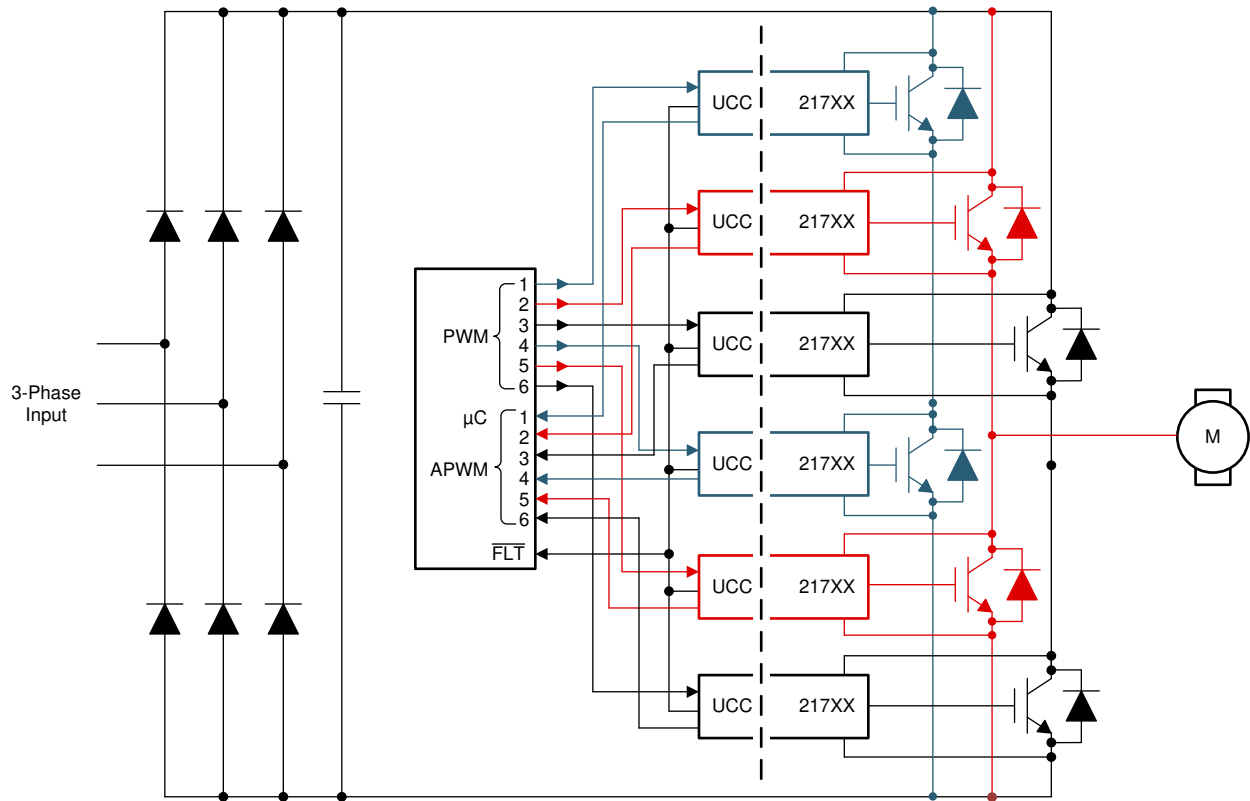 3-Phase
Input
PWM
1
2
3
4
5
6
µC
APWM
1
2
3
4
5
6
FLT
UCC 217XX
UCC 217XX
UCC 217XX
UCC 217XX
UCC 217XX
UCC 217XX
M